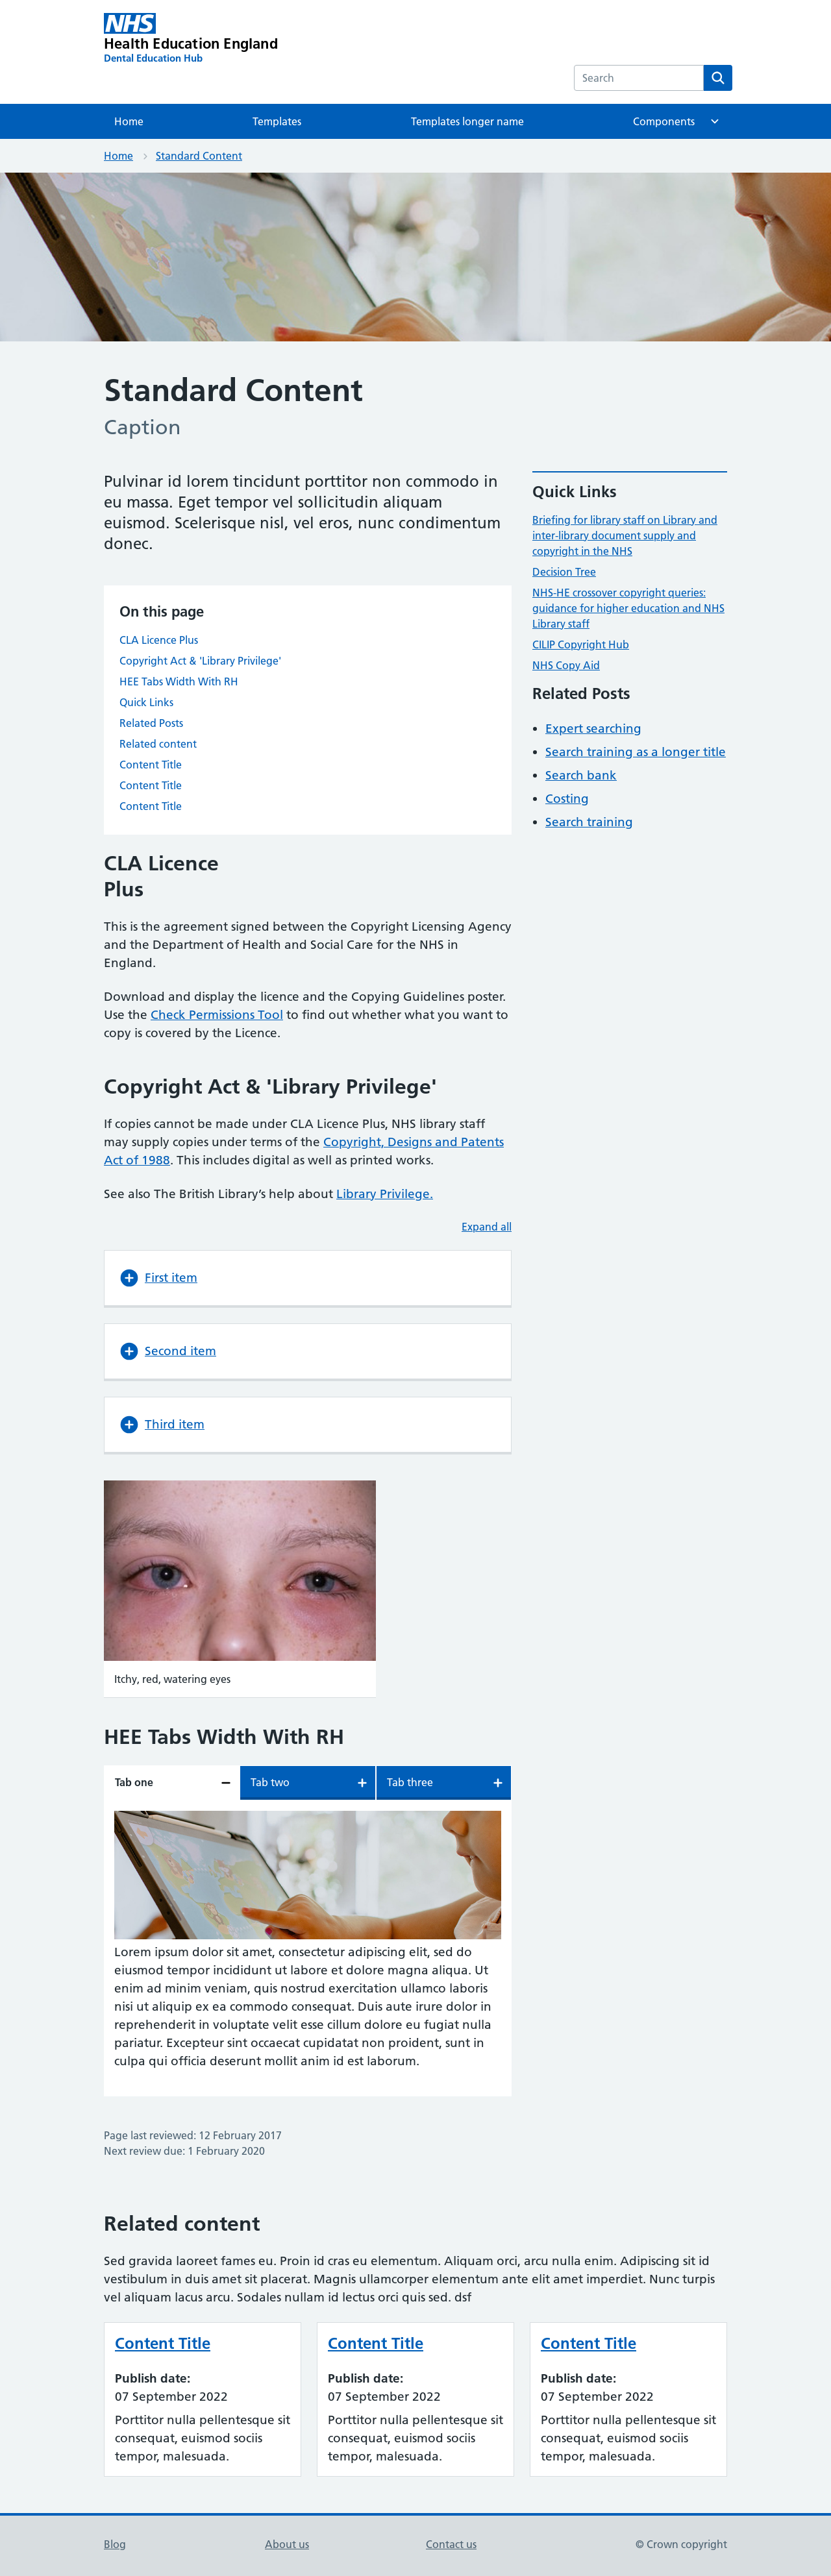 NHS
Health Education England
Dental Education Hub
Search
Home
Templates
Templates longer name
Components
Home
Standard Content
Standard Content
Caption
Pulvinar id lorem tincidunt porttitor non commodo in
eu massa. Eget tempor vel sollicitudin aliquam
euismod. Scelerisque nisl, vel eros, nunc condimentum
donec.
On this page
CLA Licence Plus
Copyright Act & 'Library Privilege'
HEE Tabs Width With RH
Quick Links
Related Posts
Related content
Content Title
Content Title
Content Title
CLA Licence
Plus
This is the agreement signed between the Copyright Licensing Agency
and the Department of Health and Social Care for the NHS in
England.
Download and display the licence and the Copying Guidelines poster.
Use the Check Permissions Tool to find out whether what you want to
copy is covered by the Licence.
Copyright Act & 'Library Privilege'
If copies cannot be made under CLA Licence Plus, NHS library staff
may supply copies under terms of the Copyright, Designs and Patents
Act of 1988. This includes digital as well as printed works.
See also The British Library’s help about Library Privilege.
Expand all
First item
Second item
Third item
Itchy, red, watering eyes
HEE Tabs Width With RH
Tab one
Tab two
Tab three
Lorem ipsum dolor sit amet, consectetur adipiscing elit, sed do
eiusmod tempor incididunt ut labore et dolore magna aliqua. Ut
enim ad minim veniam, quis nostrud exercitation ullamco laboris
nisi ut aliquip ex ea commodo consequat. Duis aute irure dolor in
reprehenderit in voluptate velit esse cillum dolore eu fugiat nulla
pariatur. Excepteur sint occaecat cupidatat non proident, sunt in
culpa qui officia deserunt mollit anim id est laborum.
Page last reviewed: 12 February 2017
Next review due: 1 February 2020
Quick Links
Briefing for library staff on Library and
inter-library document supply and
copyright in the NHS
Decision Tree
NHS-HE crossover copyright queries:
guidance for higher education and NHS
Library staff
CILIP Copyright Hub
NHS Copy Aid
Related Posts
Expert searching
Search training as a longer title
Search bank
Costing
Search training
Related content
Sed gravida laoreet fames eu. Proin id cras eu elementum. Aliquam orci, arcu nulla enim. Adipiscing sit id
vestibulum in duis amet sit placerat. Magnis ullamcorper elementum ante elit amet imperdiet. Nunc turpis
vel aliquam lacus arcu. Sodales nullam id lectus orci quis sed. dsf
Content Title
Publish date:
07 September 2022
Porttitor nulla pellentesque sit
consequat, euismod sociis
tempor, malesuada.
Content Title
Publish date:
07 September 2022
Porttitor nulla pellentesque sit
consequat, euismod sociis
tempor, malesuada.
Content Title
Publish date:
07 September 2022
Porttitor nulla pellentesque sit
consequat, euismod sociis
tempor, malesuada.
Blog
About us
Contact us
© Crown copyright